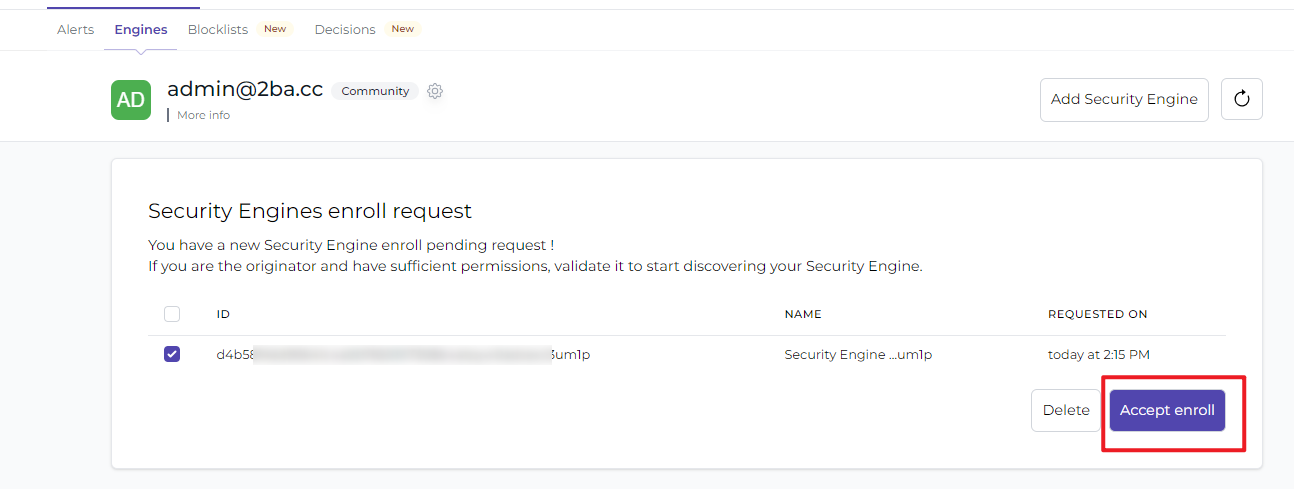 Alerts Engines Blocklists New Decisions New
AD admin@2ba.cc Community
More info
Add Security Engine
Security Engines enroll request
You have a new Security Engine enroll pending request !
If you are the originator and have sufficient permissions, validate it to start discovering your Security Engine.
ID NAME REQUESTED ON
d4b5 3um1p Security Engine ...um1p today at 2:15 PM
Delete Accept enroll